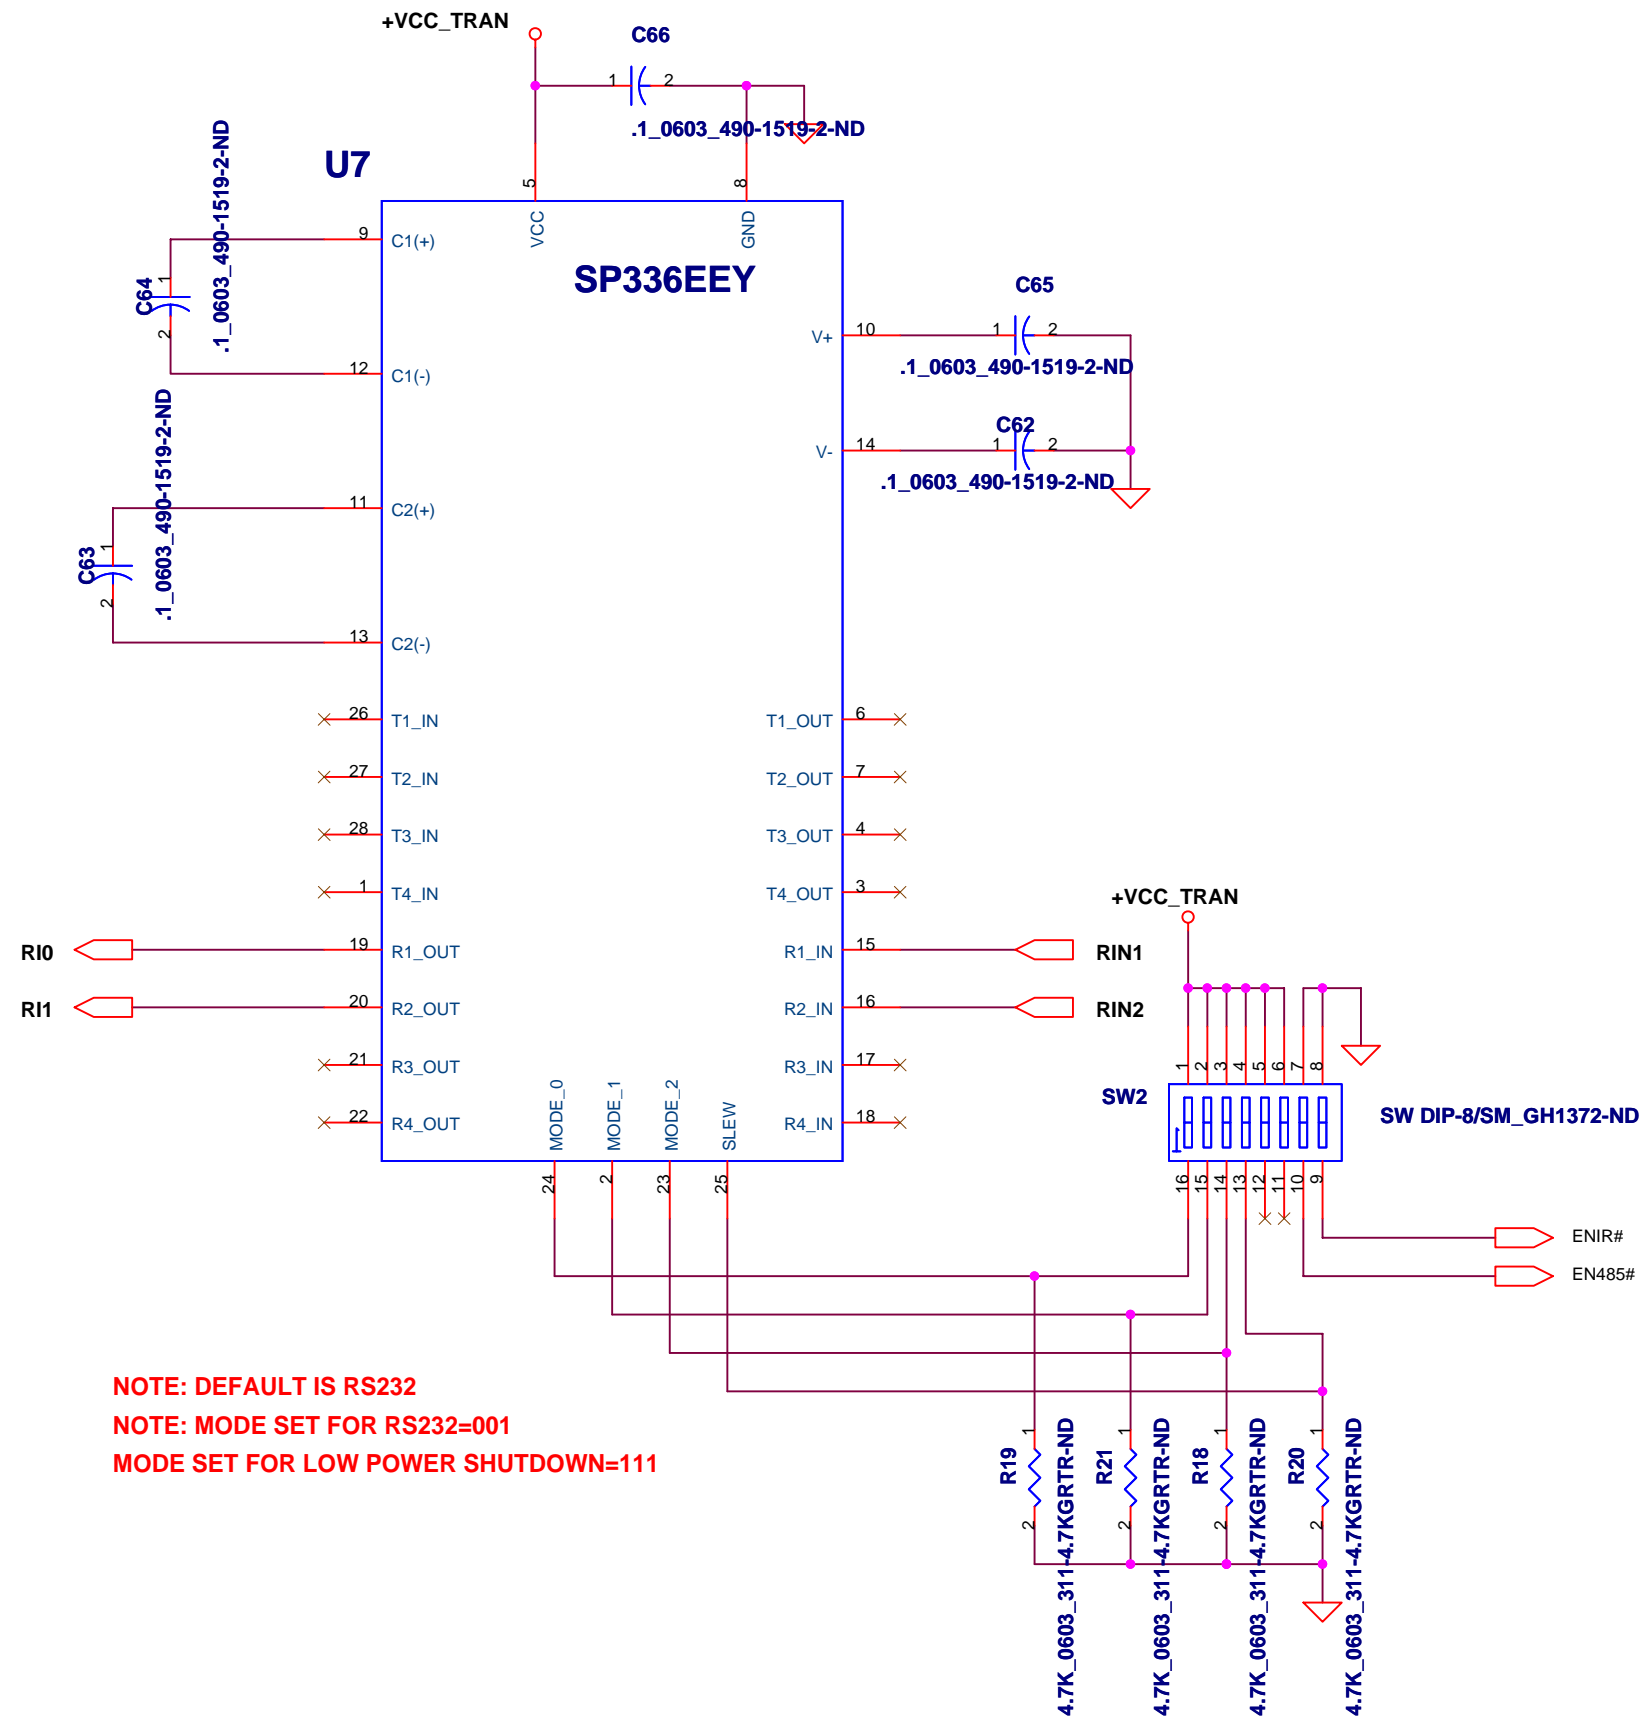 +VCC_TRAN
C66
1
2
.1_0603_490-1519-2-ND
U7
5
8
VCC
GND
SP336EEY
9
C1(+)
C64
1
2
.1_0603_490-1519-2-ND
12
C1(-)
C65
V+
10
1
2
.1_0603_490-1519-2-ND
C62
V-
14
1
2
.1_0603_490-1519-2-ND
11
C2(+)
C63
1
2
.1_0603_490-1519-2-ND
13
C2(-)
26
T1_IN
T1_OUT
6
27
T2_IN
T2_OUT
7
28
T3_IN
T3_OUT
4
1
T4_IN
T4_OUT
3
RI0
19
R1_OUT
R1_IN
15
RIN1
RI1
20
R2_OUT
R2_IN
16
RIN2
21
R3_OUT
R3_IN
17
22
R4_OUT
R4_IN
18
MODE_0
MODE_1
MODE_2
SLEW
24
2
23
25
+VCC_TRAN
1
2
3
4
5
6
7
8
SW2
SW DIP-8/SM_GH1372-ND
16
15
14
13
12
11
10
9
ENIR#
EN485#
NOTE: DEFAULT IS RS232
NOTE: MODE SET FOR RS232=001
MODE SET FOR LOW POWER SHUTDOWN=111
R19
1
2
4.7K_0603_311-4.7KGRTR-ND
R21
1
2
4.7K_0603_311-4.7KGRTR-ND
R18
1
2
4.7K_0603_311-4.7KGRTR-ND
R20
1
2
4.7K_0603_311-4.7KGRTR-ND